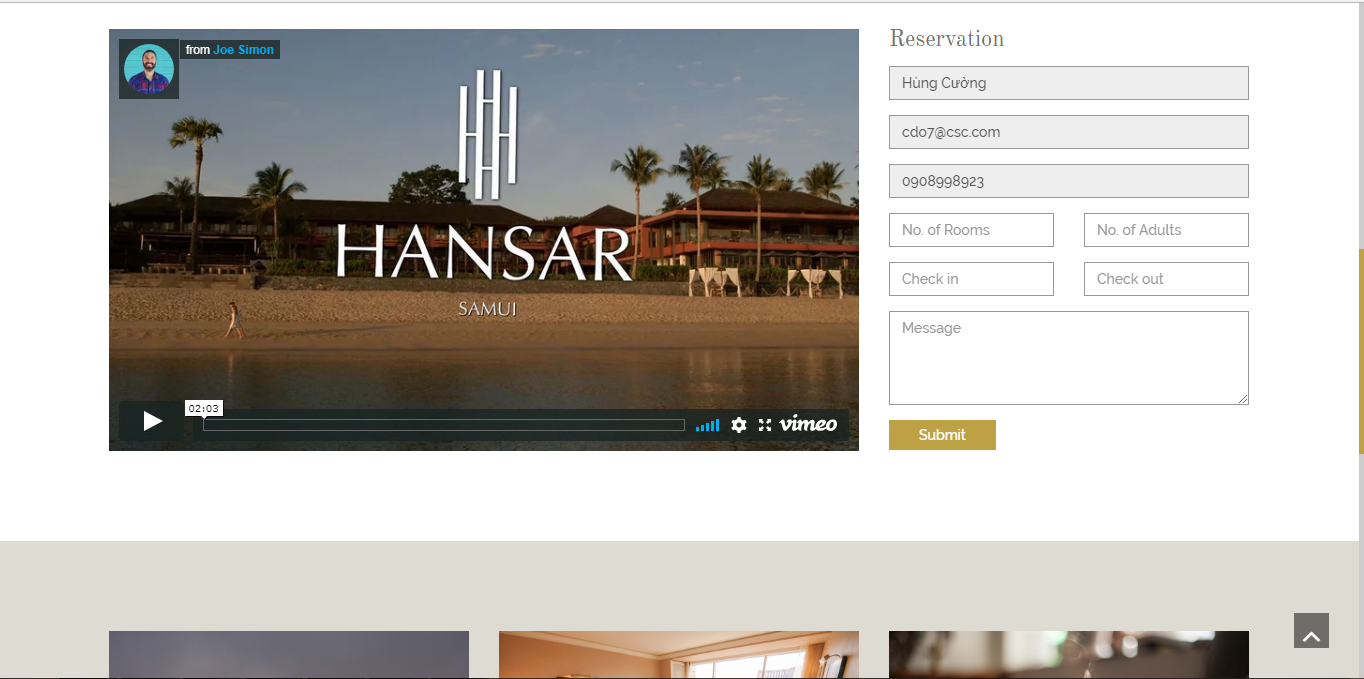 from Joe Simon
HANSAR
SAMUI
02:03
vimeo
Reservation
Hùng Cường
cdo7@csc.com
0908998923
No. of Rooms
No. of Adults
Check in
Check out
Message
Submit